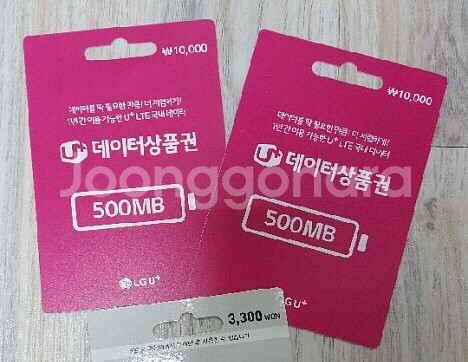 ₩10,000
데이터를 딱 필요한 만큼! 더 저렴하게!
1년간 이용 가능한 U+ LTE 국내 데이터
U+ 데이터상품권
500MB
LG U+
₩10,000
데이터를 딱 필요한 만큼! 더 저렴하게!
1년간 이용 가능한 U+ LTE 국내 데이터
U+ 데이터상품권
500MB
LG U+
Joonggonara
3,300 WON